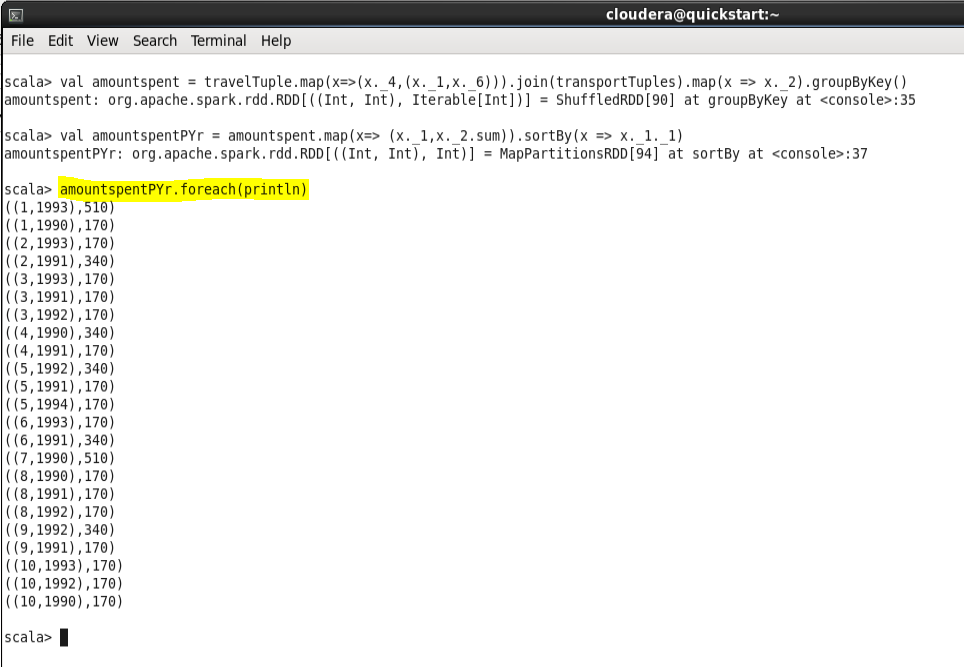 cloudera@quickstart:~
File Edit View Search Terminal Help
scala> val amountspent = travelTuple.map(x=>(x._4,(x._1,x._6))).join(transportTuples).map(x => x._2).groupByKey()
amountspent: org.apache.spark.rdd.RDD[((Int, Int), Iterable[Int])] = ShuffledRDD[90] at groupByKey at <console>:35
scala> val amountspentPYr = amountspent.map(x=> (x._1,x._2.sum)).sortBy(x => x._1._1)
amountspentPYr: org.apache.spark.rdd.RDD[((Int, Int), Int)] = MapPartitionsRDD[94] at sortBy at <console>:37
scala> amountspentPYr.foreach(println)
((1,1993),510)
((1,1990),170)
((2,1993),170)
((2,1991),340)
((3,1993),170)
((3,1991),170)
((3,1992),170)
((4,1990),340)
((4,1991),170)
((5,1992),340)
((5,1991),170)
((5,1994),170)
((6,1993),170)
((6,1991),340)
((7,1990),510)
((8,1990),170)
((8,1991),170)
((8,1992),170)
((9,1992),340)
((9,1991),170)
((10,1993),170)
((10,1992),170)
((10,1990),170)
scala>